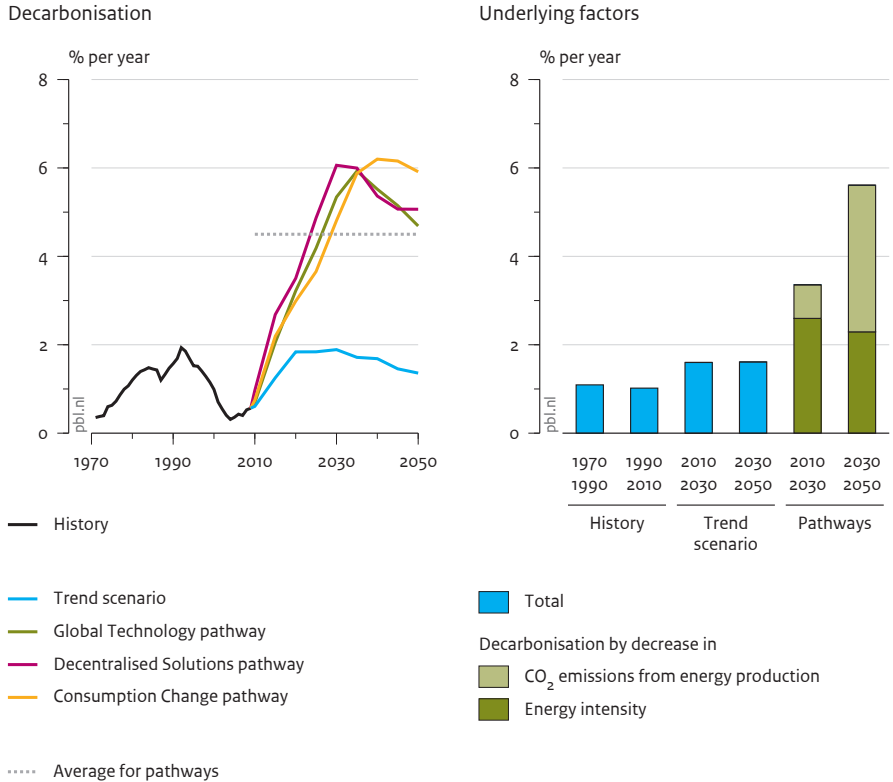 Decarbonisation
% per year
8
6
4
2
0
pbl.nl
1970
1990
2010
2030
2050
History
Trend scenario
Global Technology pathway
Decentralised Solutions pathway
Consumption Change pathway
Average for pathways
Underlying factors
% per year
8
6
4
2
0
pbl.nl
1970 1990 2010 2030 2010 2030
1990 2010 2030 2050 2030 2050
History Trend Pathways
scenario
Total
Decarbonisation by decrease in
CO₂ emissions from energy production
Energy intensity